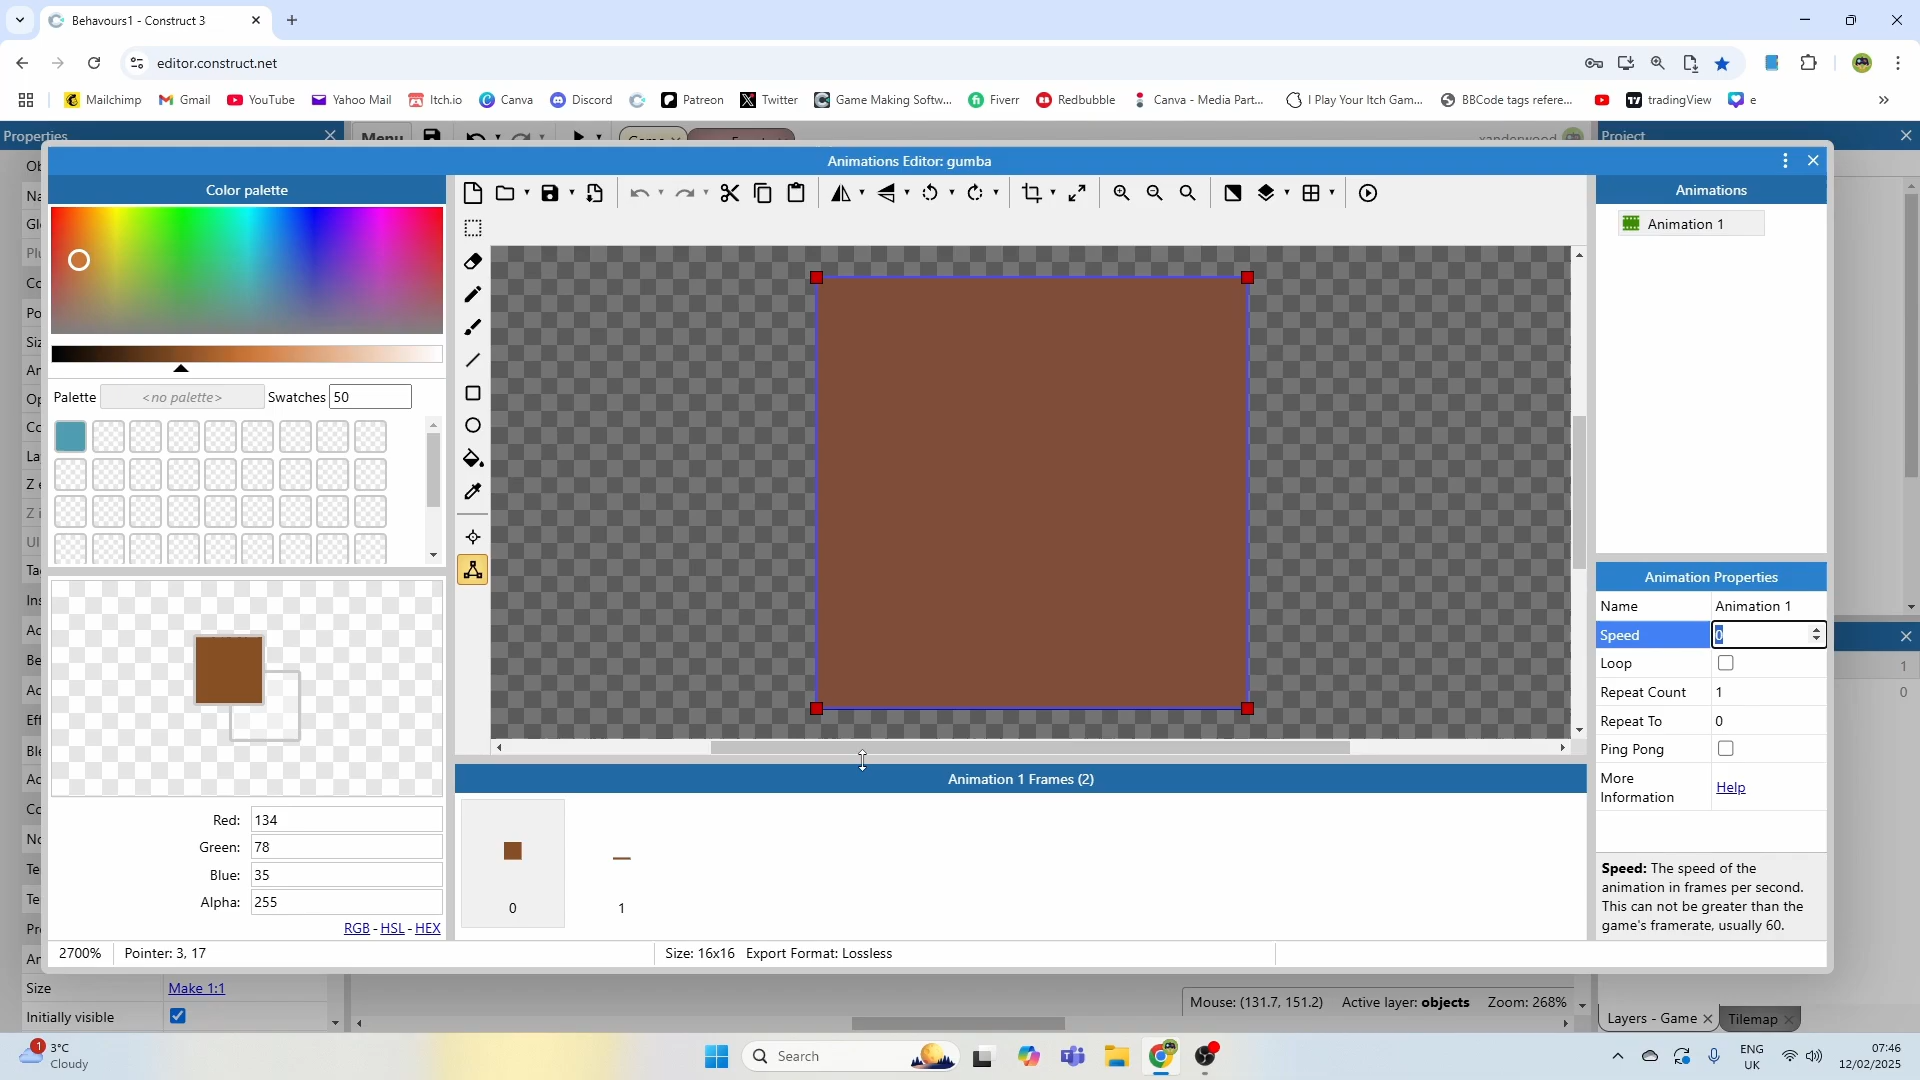 Behavours1 - Construct 3
editor.construct.net
Mailchimp
Gmail
YouTube
Yahoo Mail
Itch.io
Canva
Discord
Patreon
Twitter
Game Making Softw...
Fiverr
Redbubble
Canva - Media Part...
I Play Your Itch Gam...
BBCode tags refere...
tradingView
e
Properties
Menu
Game
xanderwood
Project
Animations Editor: gumba
Color palette
Animations
Animation 1
Palette
<no palette>
Swatches
50
Animation Properties
Name
Animation 1
Speed
0
Loop
Repeat Count
1
Repeat To
0
Ping Pong
More Information
Help
Speed: The speed of the
animation in frames per second.
This can not be greater than the
game's framerate, usually 60.
Animation 1 Frames (2)
0
1
Red:
134
Green:
78
Blue:
35
Alpha:
255
RGB - HSL - HEX
2700%
Pointer: 3, 17
Size: 16x16
Export Format: Lossless
1
0
Size
Make 1:1
Initially visible
Mouse: (131.7, 151.2)
Active layer: objects
Zoom: 268%
Layers - Game
Tilemap
1
3°C
Cloudy
Search
ENG
UK
07:46
12/02/2025